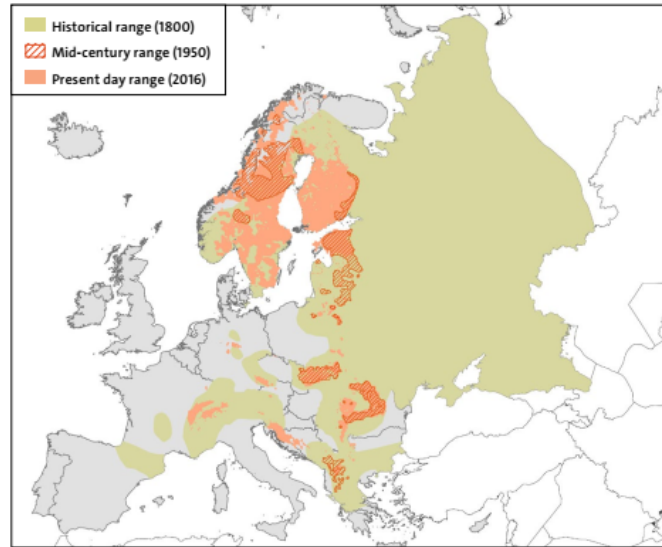 Historical range (1800)
Mid-century range (1950)
Present day range (2016)